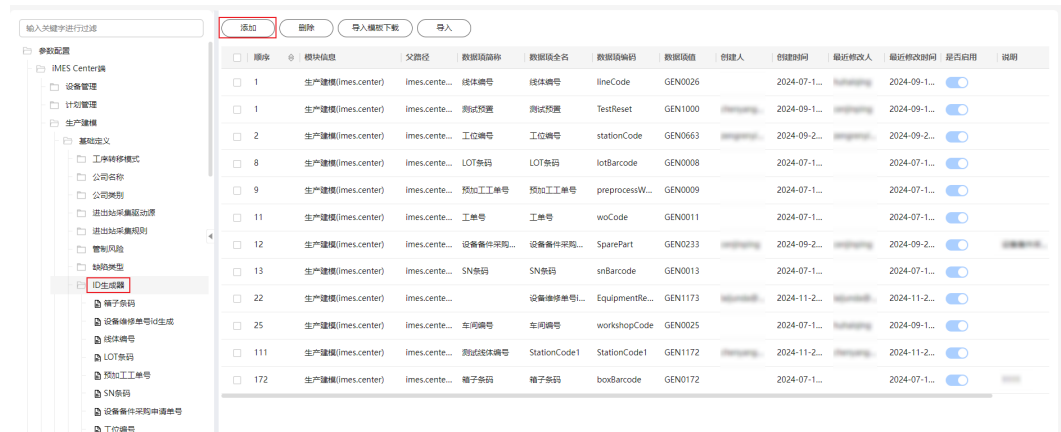 输入关键字进行过滤
添加 删除 导入模板下载 导入
参数配置
iMES Center端
设备管理
计划管理
生产建模
基础定义
工序转移模式
公司名称
公司类别
进出站采集驱动源
进出站采集规则
管制风险
缺陷类型
ID生成器
箱子条码
设备维修单号id生成
线体编号
LOT条码
预加工工单号
SN条码
设备备件采购申请单号
工位编号
顺序 模块信息 父路径 数据项简称 数据项全名 数据项编码 数据项值 创建人 创建时间 最近修改人 最近修改时间 是否启用 说明
1 生产建模(imes.center) imes.cente... 线体编号 线体编号 lineCode GEN0026 2024-07-1... 2024-09-1...
1 生产建模(imes.center) imes.cente... 测试预置 测试预置 TestReset GEN1000 2024-09-1... 2024-09-1...
2 生产建模(imes.center) imes.cente... 工位编号 工位编号 stationCode GEN0663 2024-09-2... 2024-09-2...
8 生产建模(imes.center) imes.cente... LOT条码 LOT条码 lotBarcode GEN0008 2024-07-1... 2024-07-1...
9 生产建模(imes.center) imes.cente... 预加工工单号 预加工工单号 preprocessW... GEN0009 2024-07-1... 2024-07-1...
11 生产建模(imes.center) imes.cente... 工单号 工单号 woCode GEN0011 2024-07-1... 2024-07-1...
12 生产建模(imes.center) imes.cente... 设备备件采购... 设备备件采购... SparePart GEN0233 2024-09-2... 2024-09-2...
13 生产建模(imes.center) imes.cente... SN条码 SN条码 snBarcode GEN0013 2024-07-1... 2024-07-1...
22 生产建模(imes.center) imes.cente... 设备维修单号i... EquipmentRe... GEN1173 2024-11-2... 2024-11-2...
25 生产建模(imes.center) imes.cente... 车间编号 车间编号 workshopCode GEN0025 2024-07-1... 2024-09-1...
111 生产建模(imes.center) imes.cente... 测试线体编号 StationCode1 StationCode1 GEN1172 2024-11-2... 2024-11-2...
172 生产建模(imes.center) imes.cente... 箱子条码 箱子条码 boxBarcode GEN0172 2024-07-1... 2024-07-1...